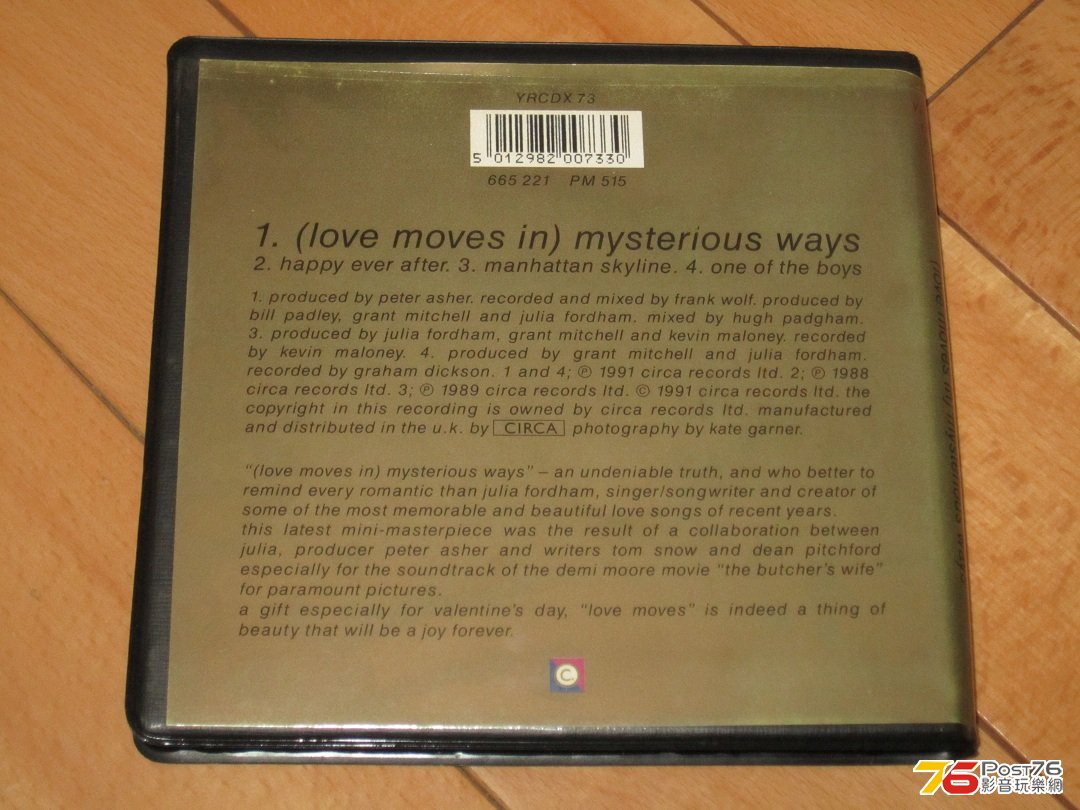 YRCDX 73
5 012982 007330
665 221 PM 515
1. (love moves in) mysterious ways
2. happy ever after. 3. manhattan skyline. 4. one of the boys
1. produced by peter asher. recorded and mixed by frank wolf. produced by
bill padley, grant mitchell and julia fordham. mixed by hugh padgham.
3. produced by julia fordham, grant mitchell and kevin maloney. recorded
by kevin maloney. 4. produced by grant mitchell and julia fordham.
recorded by graham dickson. 1 and 4; ℗ 1991 circa records ltd. 2; ℗ 1988
circa records ltd. 3; ℗ 1989 circa records ltd. © 1991 circa records ltd. the
copyright in this recording is owned by circa records ltd. manufactured
and distributed in the u.k. by CIRCA photography by kate garner.
"(love moves in) mysterious ways" – an undeniable truth, and who better to
remind every romantic than julia fordham, singer/songwriter and creator of
some of the most memorable and beautiful love songs of recent years.
this latest mini-masterpiece was the result of a collaboration between
julia, producer peter asher and writers tom snow and dean pitchford
especially for the soundtrack of the demi moore movie "the butcher's wife"
for paramount pictures.
a gift especially for valentine's day, "love moves" is indeed a thing of
beauty that will be a joy forever.
C.
76 Post76
影音玩樂網